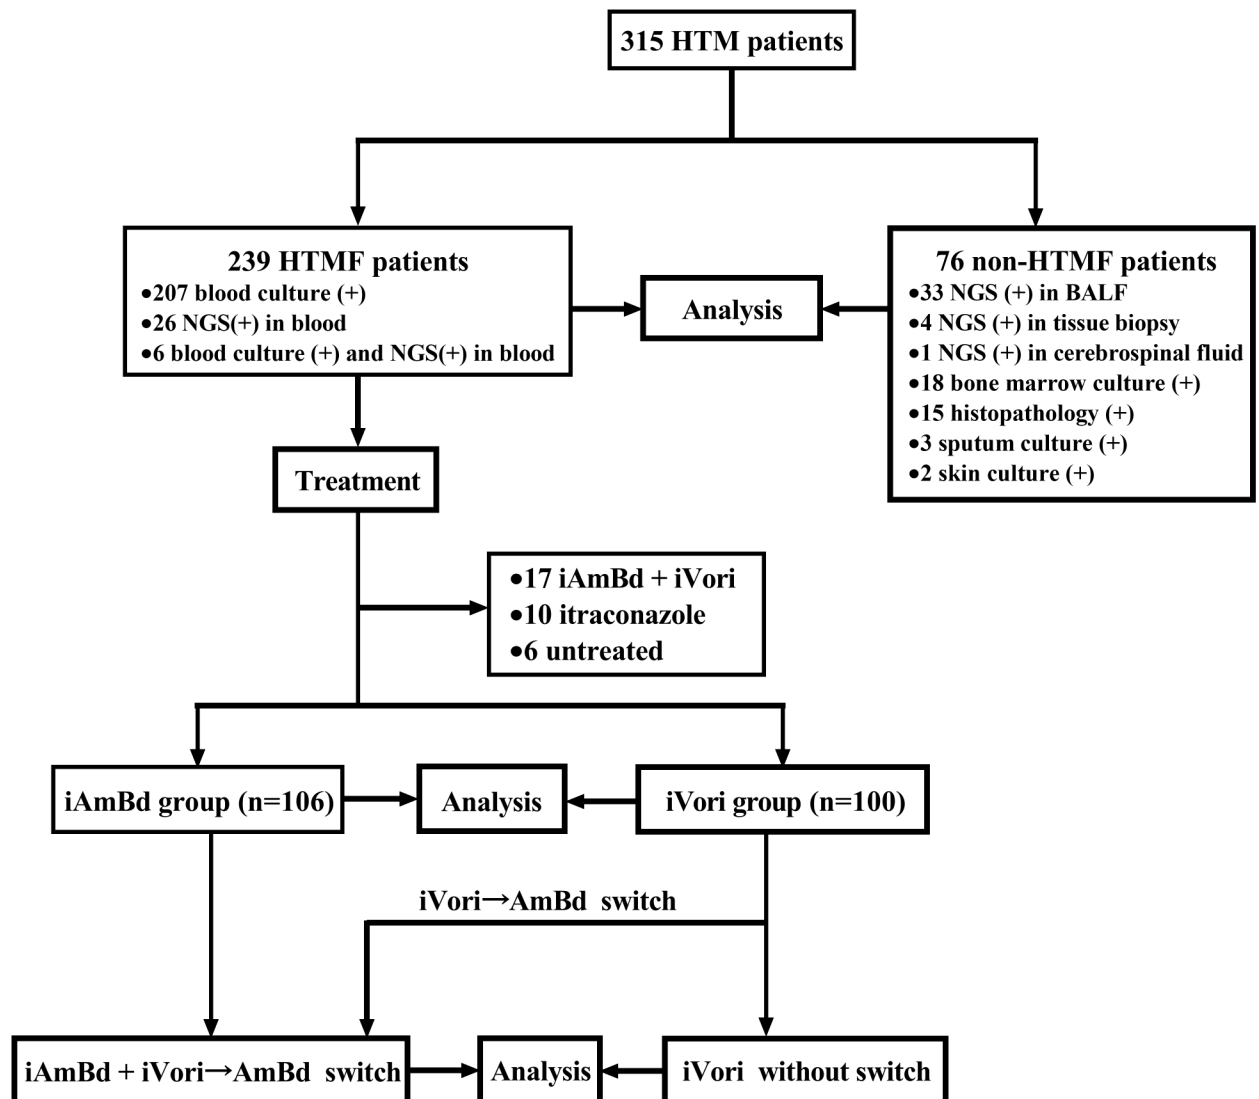 315 HTM patients
239 HTMF patients
•207 blood culture (+)
•26 NGS(+) in blood
•6 blood culture (+) and NGS(+) in blood
Analysis
76 non-HTMF patients
•33 NGS (+) in BALF
•4 NGS (+) in tissue biopsy
•1 NGS (+) in cerebrospinal fluid
•18 bone marrow culture (+)
•15 histopathology (+)
•3 sputum culture (+)
•2 skin culture (+)
Treatment
•17 iAmBd + iVori
•10 itraconazole
•6 untreated
iAmBd group (n=106)
Analysis
iVori group (n=100)
iVori→AmBd switch
iAmBd + iVori→AmBd switch
Analysis
iVori without switch